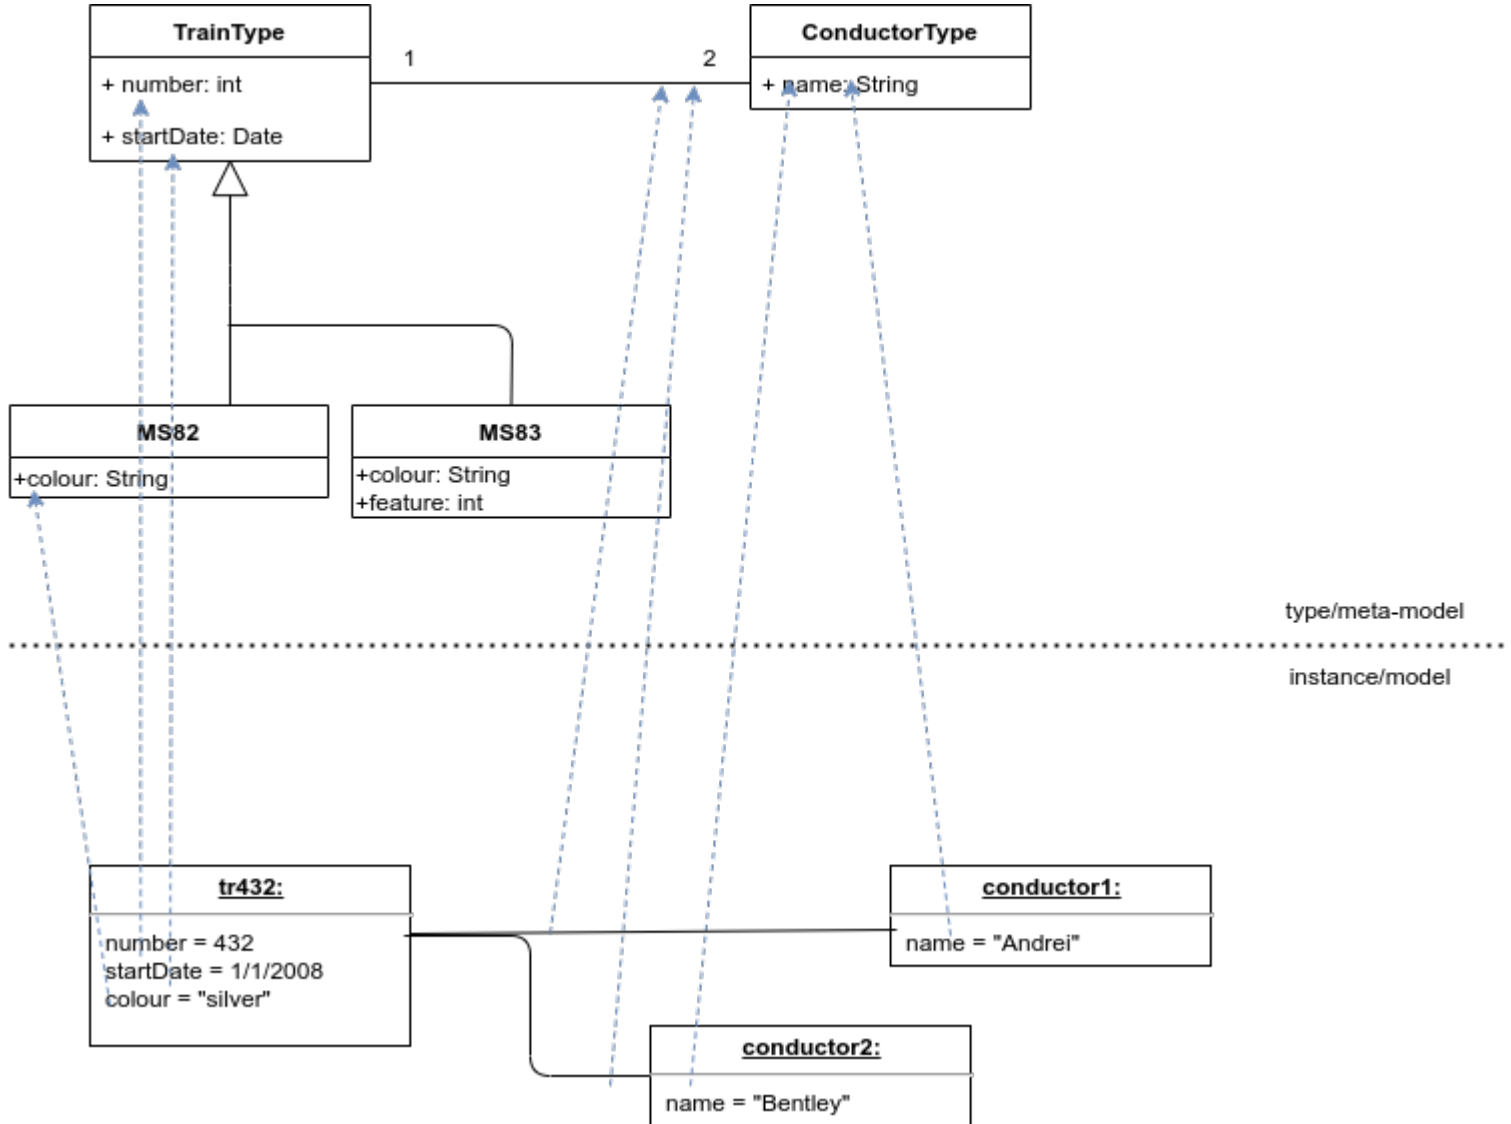 TrainType
+ number: int
+ startDate: Date
1
2
ConductorType
+ name: String
MS82
+colour: String
MS83
+colour: String
+feature: int
type/meta-model
instance/model
tr432:
number = 432
startDate = 1/1/2008
colour = "silver"
conductor1:
name = "Andrei"
conductor2:
name = "Bentley"